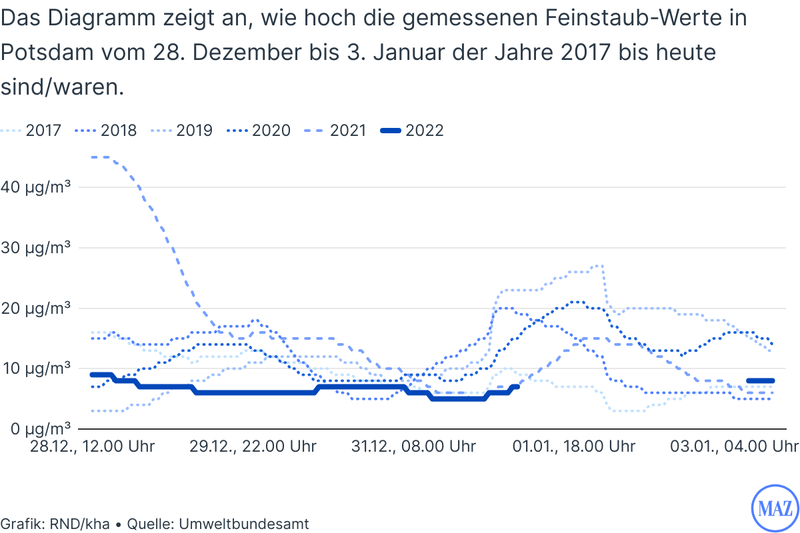 Das Diagramm zeigt an, wie hoch die gemessenen Feinstaub-Werte in
Potsdam vom 28. Dezember bis 3. Januar der Jahre 2017 bis heute
sind/waren.
2017 2018 2019 2020 2021 2022
40 µg/m³
30 µg/m³
20 µg/m³
10 µg/m³
0 µg/m³
28.12., 12.00 Uhr 29.12., 22.00 Uhr 31.12., 08.00 Uhr 01.01., 18.00 Uhr 03.01., 04.00 Uhr
MAZ
Grafik: RND/kha • Quelle: Umweltbundesamt